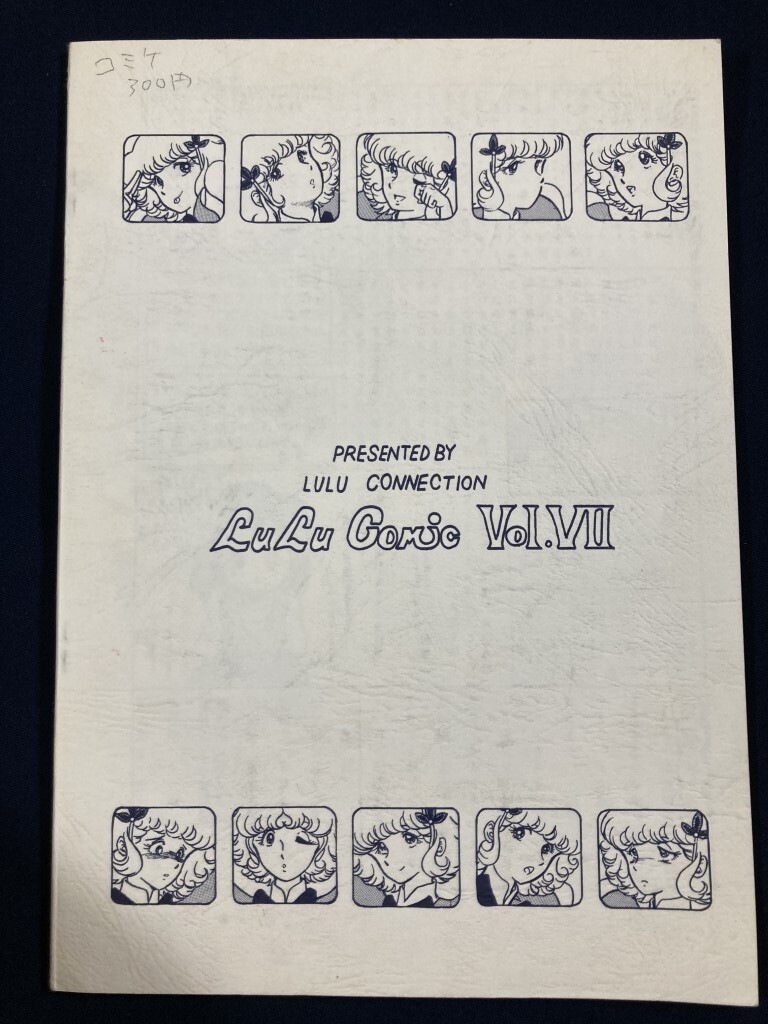 コミケ
300円
PRESENTED BY
LULU CONNECTION
LuLu Comic Vol.VII